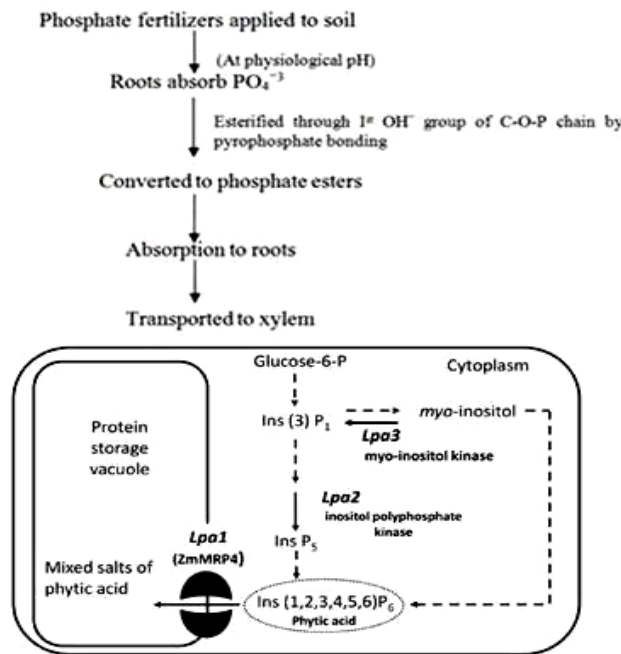 Phosphate fertilizers applied to soil
(At physiological pH)
Roots absorb PO₄⁻³
Esterified through 1st OH⁻ group of C-O-P chain by
pyrophosphate bonding
Converted to phosphate esters
Absorption to roots
Transported to xylem
Glucose-6-P
Cytoplasm
Protein
storage
vacuole
Ins (3) P₁
myo-inositol
Lpa3
myo-inositol kinase
Lpa2
inositol polyphosphate
kinase
Lpa1
(ZmMRP4)
Ins P₅
Mixed salts of
phytic acid
Ins (1,2,3,4,5,6)P₆
Phytic acid